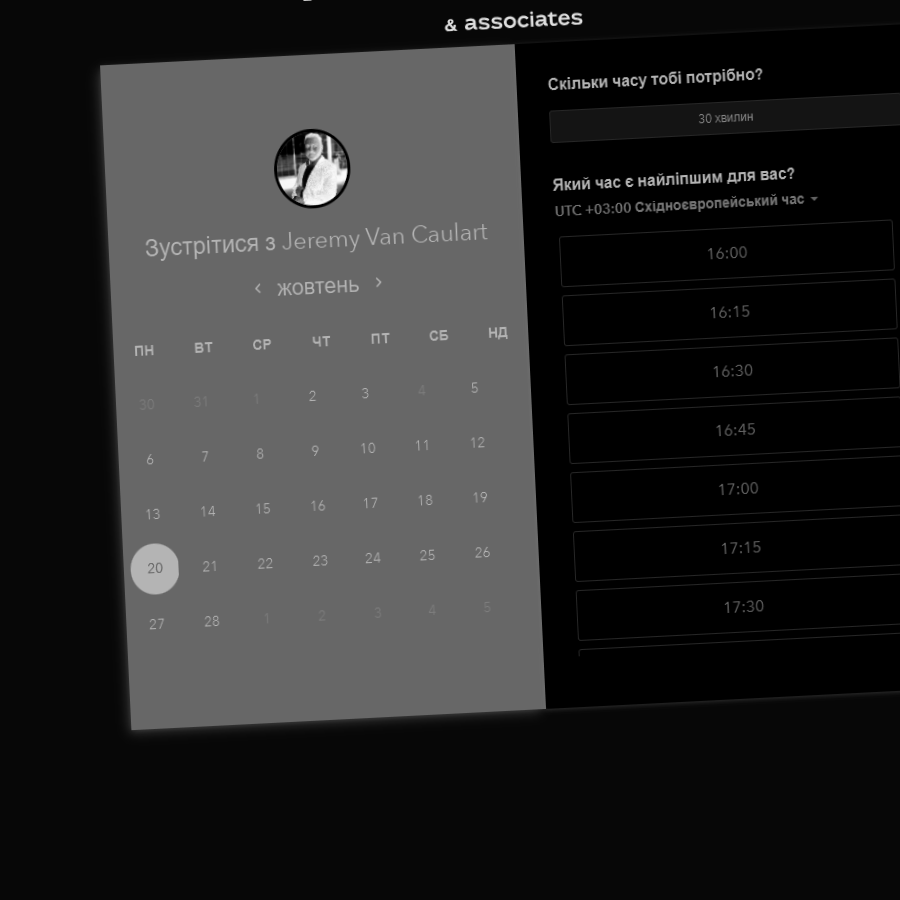 & associates
Зустрітися з Jeremy Van Caulart
жовтень
ПН ВТ СР ЧТ ПТ СБ НД
30 31 1 2 3 4 5
6 7 8 9 10 11 12
13 14 15 16 17 18 19
20 21 22 23 24 25 26
27 28 1 2 3 4 5
Скільки часу тобі потрібно?
30 хвилин
Який час є найліпшим для вас?
UTC +03:00 Східноєвропейський час
16:00
16:15
16:30
16:45
17:00
17:15
17:30